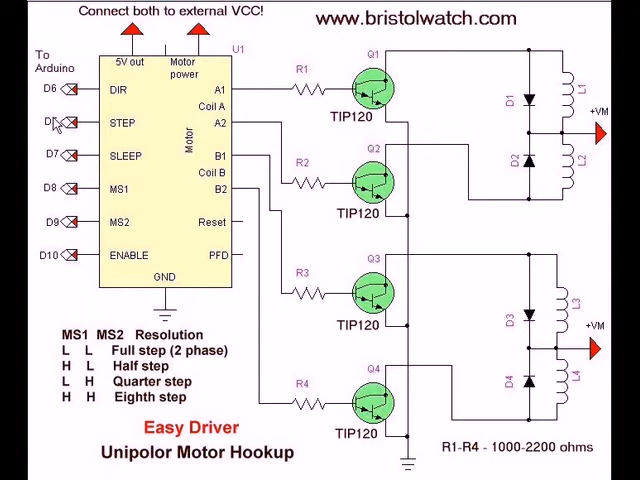 Connect both to external VCC!
www.bristolwatch.com
To
Arduino
5V out
Motor
power
U1
D6
DIR
A1
Coil A
STEP
A2
D7
SLEEP
B1
Coil B
D8
MS1
B2
D9
MS2
Reset
D10
ENABLE
PFD
GND
Motor
R1
Q1
TIP120
R2
Q2
TIP120
R3
Q3
TIP120
R4
Q4
TIP120
D1
L1
+VM
D2
L2
D3
L3
+VM
D4
L4
MS1 MS2 Resolution
L L Full step (2 phase)
H L Half step
L H Quarter step
H H Eighth step
Easy Driver
Unipolor Motor Hookup
R1-R4 - 1000-2200 ohms